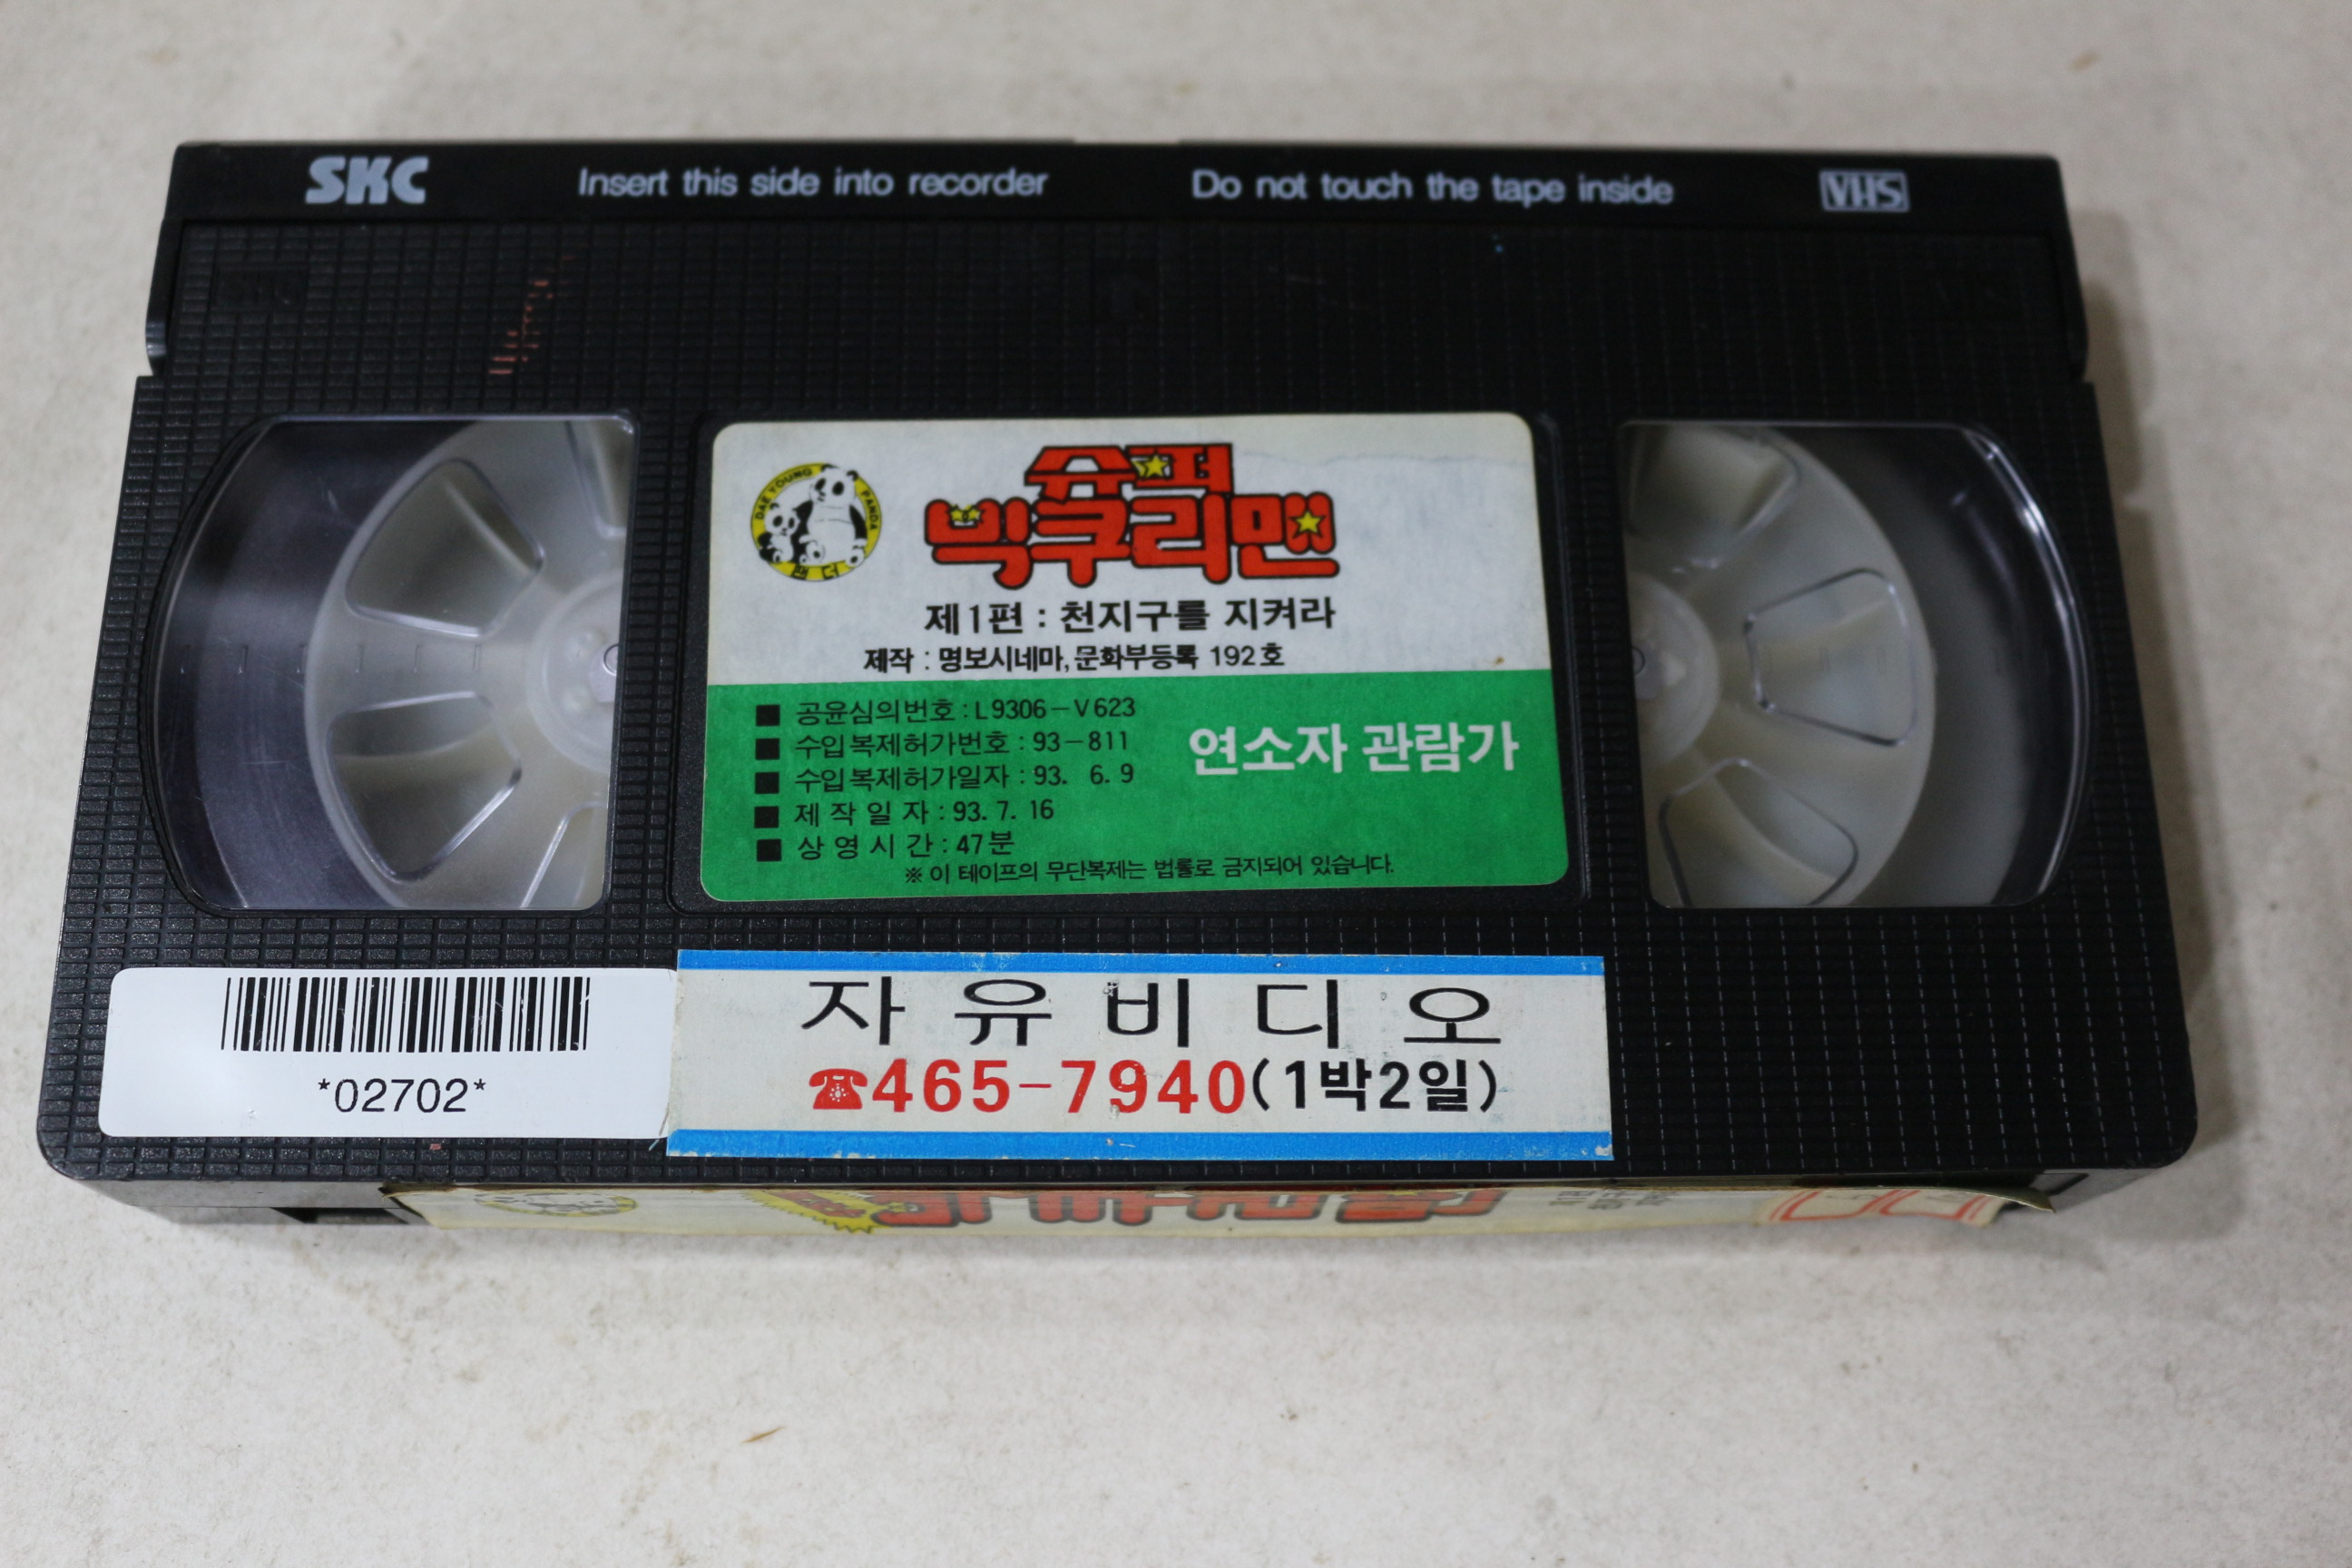 SKC Insert this side into recorder Do not touch the tape inside VHS
DAE YOUNG PANDA
팬더
슈퍼
빅쿠리맨
제1편 : 천지구를 지켜라
제작 : 명보시네마, 문화부등록 192호
■ 공윤심의번호 : L9306-V623
■ 수입복제허가번호 : 93-811
■ 수입복제허가일자 : 93. 6. 9
■ 제작일자 : 93. 7. 16
■ 상영시간 : 47분
연소자 관람가
※ 이 테이프의 무단복제는 법률로 금지되어 있습니다.
*02702*
자유비디오
☎465-7940(1박2일)